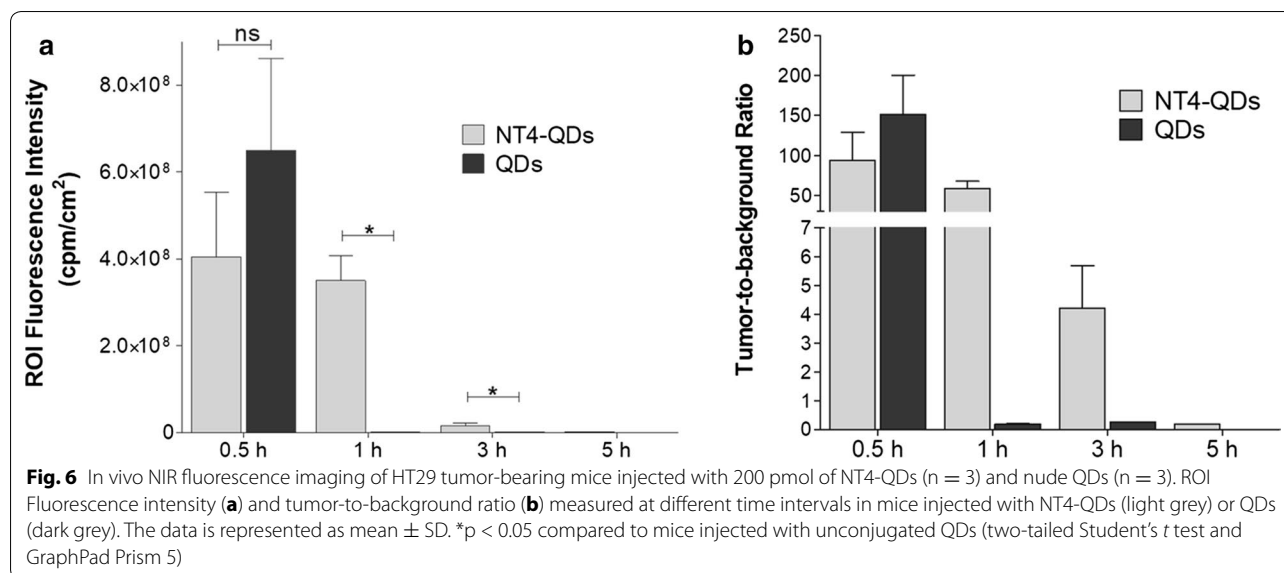 a
ns
8.0×10⁸
6.0×10⁸
4.0×10⁸
2.0×10⁸
0
ROI Fluorescence Intensity
(cpm/cm²)
NT4-QDs
QDs
*
*
0.5 h 1 h 3 h 5 h
b
250
200
150
100
50
7
6
5
4
3
2
1
0
Tumor-to-background Ratio
NT4-QDs
QDs
0.5 h 1 h 3 h 5 h
Fig. 6 In vivo NIR fluorescence imaging of HT29 tumor-bearing mice injected with 200 pmol of NT4-QDs (n = 3) and nude QDs (n = 3). ROI
Fluorescence intensity (a) and tumor-to-background ratio (b) measured at different time intervals in mice injected with NT4-QDs (light grey) or QDs
(dark grey). The data is represented as mean ± SD. *p < 0.05 compared to mice injected with unconjugated QDs (two-tailed Student's t test and
GraphPad Prism 5)